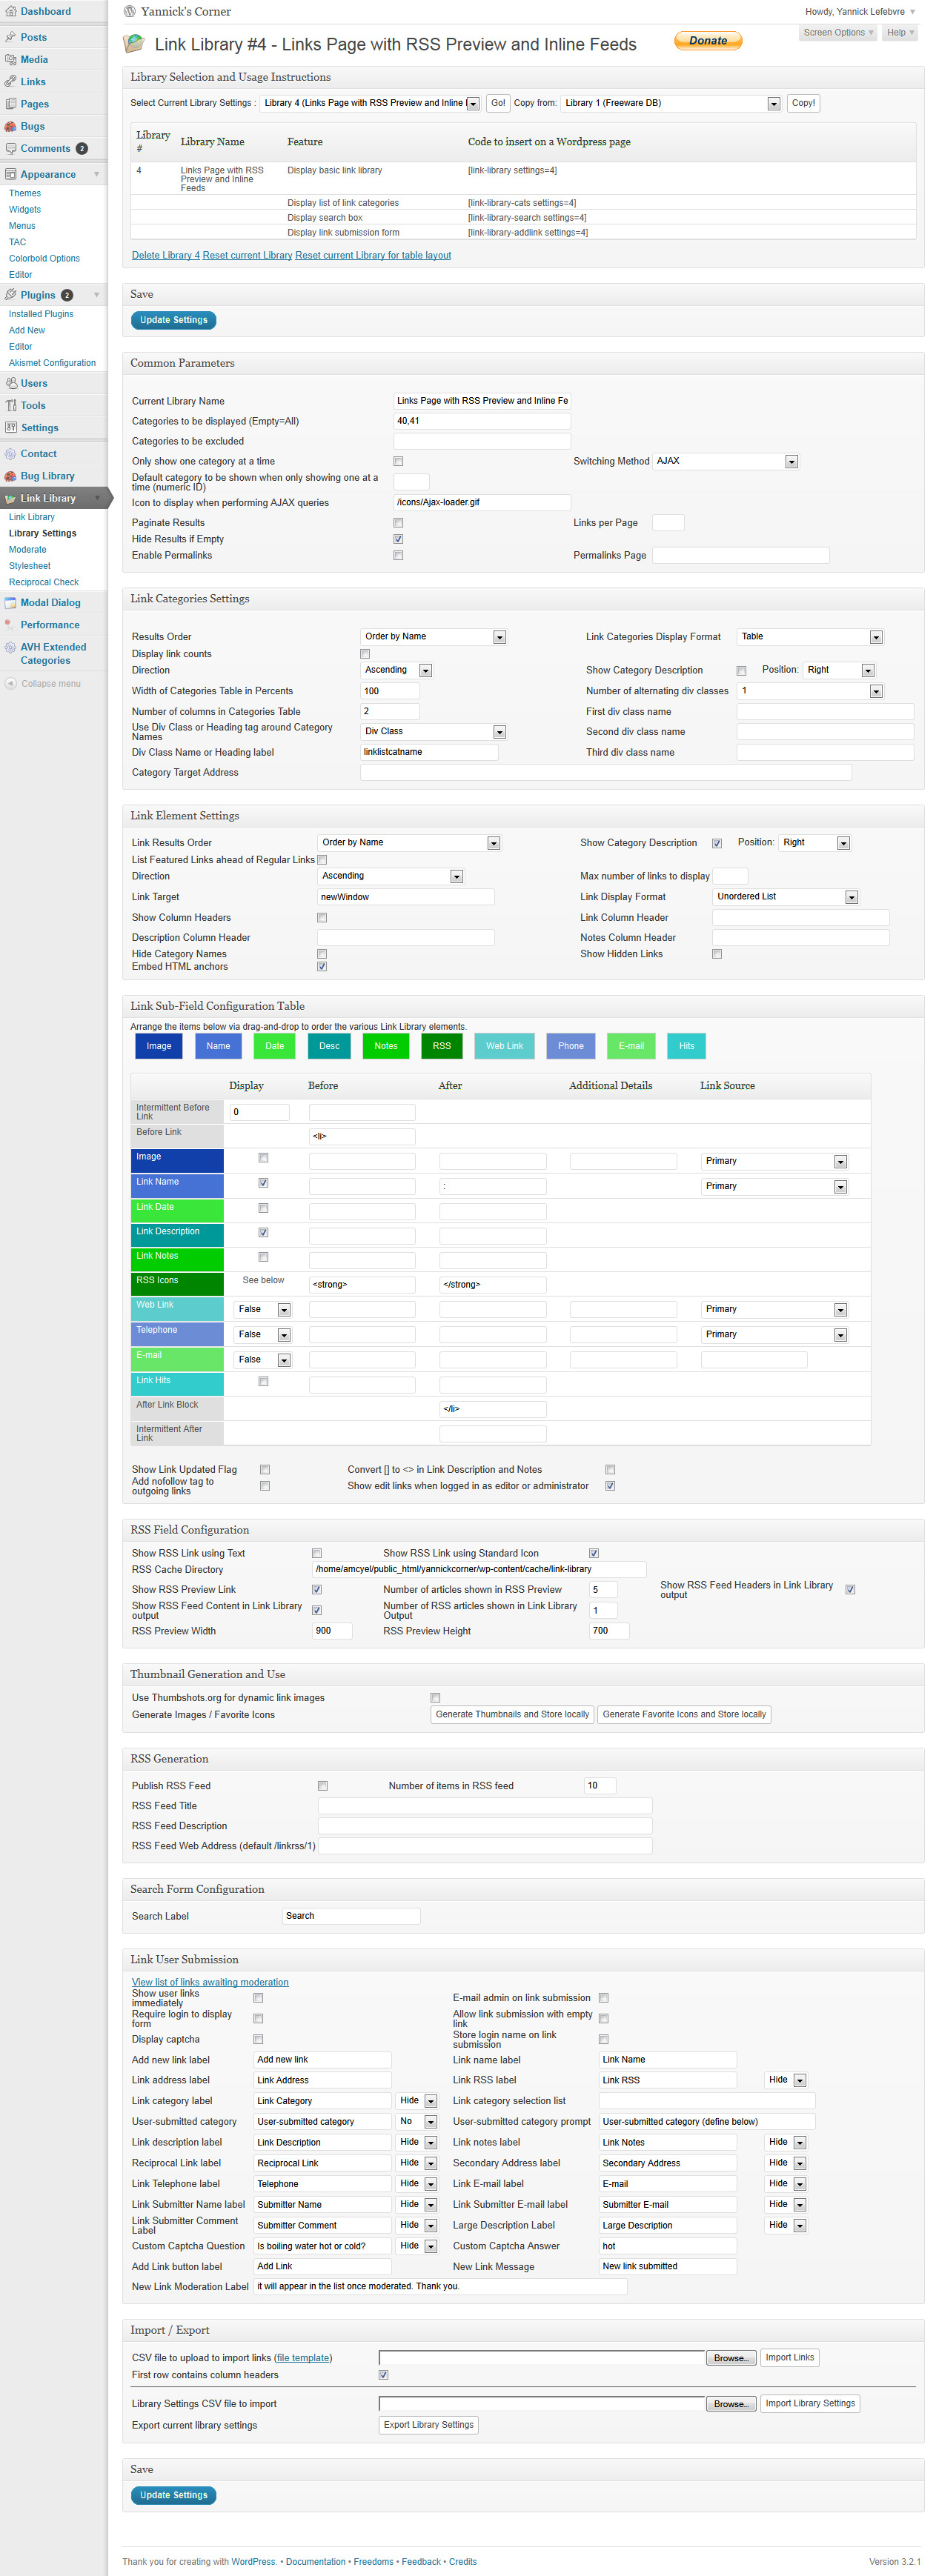 Dashboard
Posts
Media
Links
Pages
Bugs
Comments 2
Appearance
Themes
Widgets
Menus
TAC
Colorbold Options
Editor
Plugins 2
Installed Plugins
Add New
Editor
Akismet Configuration
Users
Tools
Settings
Contact
Bug Library
Link Library
Link Library
Library Settings
Moderate
Stylesheet
Reciprocal Check
Modal Dialog
Performance
AVH Extended
Categories
Collapse menu
Yannick's Corner
Howdy, Yannick Lefebvre
Screen Options Help
Link Library #4 - Links Page with RSS Preview and Inline Feeds Donate
Library Selection and Usage Instructions
Select Current Library Settings : Library 4 (Links Page with RSS Preview and Inline Go! Copy from: Library 1 (Freeware DB) Copy!
Library # Library Name Feature Code to insert on a Wordpress page
4 Links Page with RSS Preview and Inline Feeds Display basic link library [link-library settings=4]
Display list of link categories [link-library-cats settings=4]
Display search box [link-library-search settings=4]
Display link submission form [link-library-addlink settings=4]
Delete Library 4 Reset current Library Reset current Library for table layout
Save
Update Settings
Common Parameters
Current Library Name Links Page with RSS Preview and Inline Fe
Categories to be displayed (Empty=All) 40,41
Categories to be excluded
Only show one category at a time Switching Method AJAX
Default category to be shown when only showing one at a
time (numeric ID)
Icon to display when performing AJAX queries /icons/Ajax-loader.gif
Paginate Results Links per Page
Hide Results if Empty
Enable Permalinks Permalinks Page
Link Categories Settings
Results Order Order by Name Link Categories Display Format Table
Display link counts
Direction Ascending Show Category Description Position: Right
Width of Categories Table in Percents 100 Number of alternating div classes 1
Number of columns in Categories Table 2 First div class name
Use Div Class or Heading tag around Category
Names Div Class Second div class name
Div Class Name or Heading label linklistcatname Third div class name
Category Target Address
Link Element Settings
Link Results Order Order by Name Show Category Description Position: Right
List Featured Links ahead of Regular Links
Direction Ascending Max number of links to display
Link Target newWindow Link Display Format Unordered List
Show Column Headers Link Column Header
Description Column Header Notes Column Header
Hide Category Names Show Hidden Links
Embed HTML anchors
Link Sub-Field Configuration Table
Arrange the items below via drag-and-drop to order the various Link Library elements.
Image Name Date Desc Notes RSS Web Link Phone E-mail Hits
Display Before After Additional Details Link Source
Intermittent Before
Link 0
Before Link <li>
Image Primary
Link Name : Primary
Link Date
Link Description
Link Notes
RSS Icons See below <strong> </strong>
Web Link False Primary
Telephone False Primary
E-mail False
Link Hits
After Link Block </li>
Intermittent After
Link
Show Link Updated Flag Convert [] to <> in Link Description and Notes
Add nofollow tag to
outgoing links Show edit links when logged in as editor or administrator
RSS Field Configuration
Show RSS Link using Text Show RSS Link using Standard Icon
RSS Cache Directory /home/amcyel/public_html/yannickcorner/wp-content/cache/link-library
Show RSS Preview Link Number of articles shown in RSS Preview 5 Show RSS Feed Headers in Link Library output
Show RSS Feed Content in Link Library output Number of RSS articles shown in Link Library Output 1
RSS Preview Width 900 RSS Preview Height 700
Thumbnail Generation and Use
Use Thumbshots.org for dynamic link images
Generate Images / Favorite Icons Generate Thumbnails and Store locally Generate Favorite Icons and Store locally
RSS Generation
Publish RSS Feed Number of items in RSS feed 10
RSS Feed Title
RSS Feed Description
RSS Feed Web Address (default /linkrss/1)
Search Form Configuration
Search Label Search
Link User Submission
View list of links awaiting moderation
Show user links immediately E-mail admin on link submission
Require login to display form Allow link submission with empty link
Display captcha Store login name on link submission
Add new link label Add new link Link name label Link Name
Link address label Link Address Link RSS label Link RSS Hide
Link category label Link Category Hide Link category selection list
User-submitted category User-submitted category No User-submitted category prompt User-submitted category (define below)
Link description label Link Description Hide Link notes label Link Notes Hide
Reciprocal Link label Reciprocal Link Hide Secondary Address label Secondary Address Hide
Link Telephone label Telephone Hide Link E-mail label E-mail Hide
Link Submitter Name label Submitter Name Hide Link Submitter E-mail label Submitter E-mail Hide
Link Submitter Comment Label Submitter Comment Hide Large Description Label Large Description Hide
Custom Captcha Question Is boiling water hot or cold? Hide Custom Captcha Answer hot
Add Link button label Add Link New Link Message New link submitted
New Link Moderation Label it will appear in the list once moderated. Thank you.
Import / Export
CSV file to upload to import links (file template) Browse... Import Links
First row contains column headers
Library Settings CSV file to import Browse... Import Library Settings
Export current library settings Export Library Settings
Save
Update Settings
Thank you for creating with WordPress. • Documentation • Freedoms • Feedback • Credits Version 3.2.1